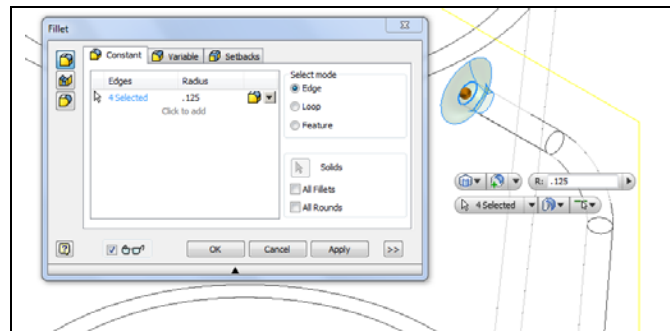 Fillet
Constant
Variable
Setbacks
Edges Radius
4 Selected .125
Click to add
Select mode
Edge
Loop
Feature
Solids
All Fillets
All Rounds
OK
Cancel
Apply
>>
R: .125
4 Selected